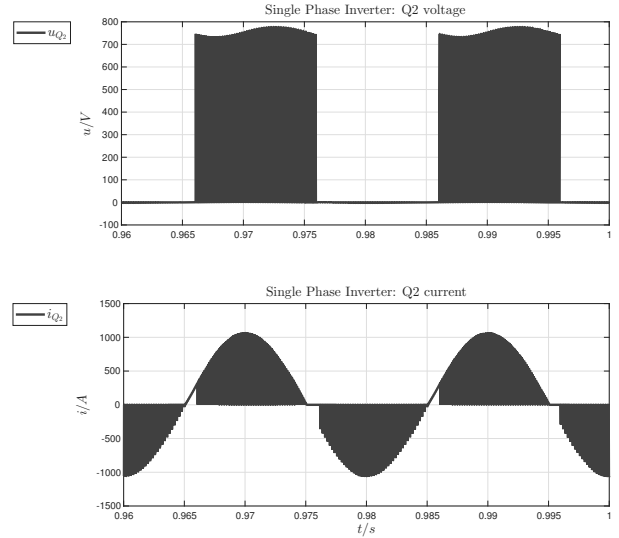 Single Phase Inverter: Q2 voltage
u_{Q_2}
u/V
800
700
600
500
400
300
200
100
0
-100
0.96 0.965 0.97 0.975 0.98 0.985 0.99 0.995 1
Single Phase Inverter: Q2 current
i_{Q_2}
i/A
1500
1000
500
0
-500
-1000
-1500
0.96 0.965 0.97 0.975 0.98 0.985 0.99 0.995 1
t/s